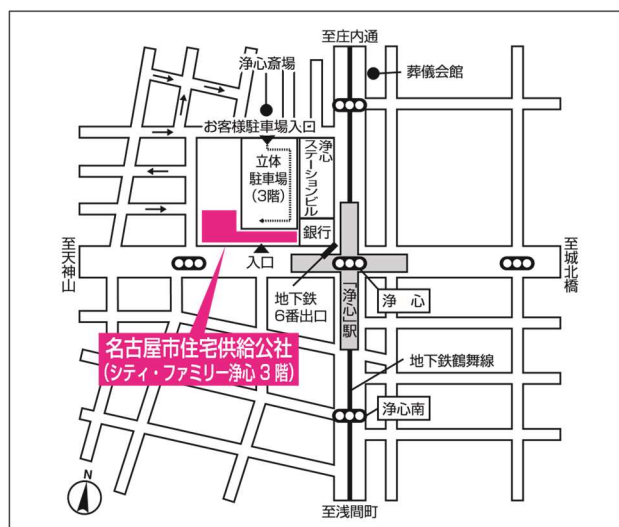 至庄内通
浄心斎場
葬儀会館
お客様駐車場入口
立体
駐車場
(3階)
浄心
ステーションビル
銀行
至天神山
至城北橋
入口
地下鉄
6番出口
「浄心」駅
浄 心
名古屋市住宅供給公社
(シティ・ファミリー浄心3階)
地下鉄鶴舞線
浄心南
N
至浅間町